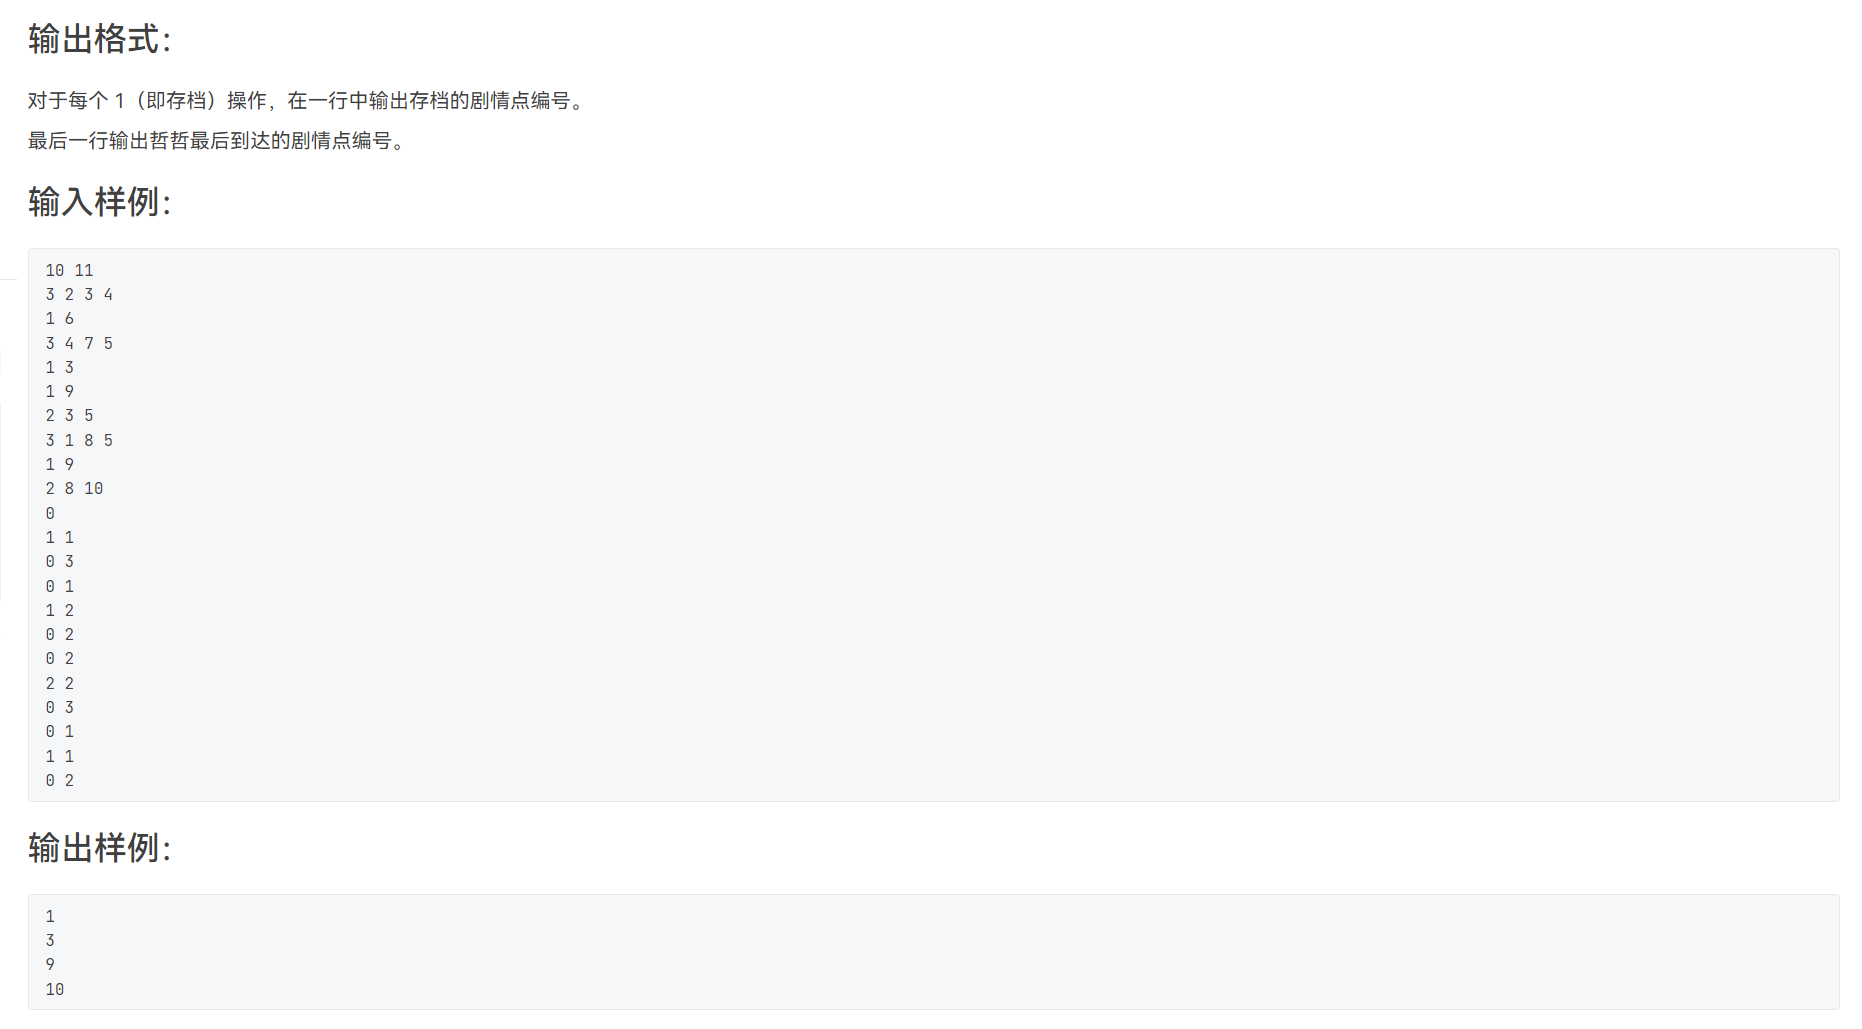 输出格式：
对于每个 1（即存档）操作，在一行中输出存档的剧情点编号。
最后一行输出哲哲最后到达的剧情点编号。
输入样例：
10 11
3 2 3 4
1 6
3 4 7 5
1 3
1 9
2 3 5
3 1 8 5
1 9
2 8 10
0
1 1
0 3
0 1
1 2
0 2
0 2
2 2
0 3
0 1
1 1
0 2
输出样例：
1
3
9
10